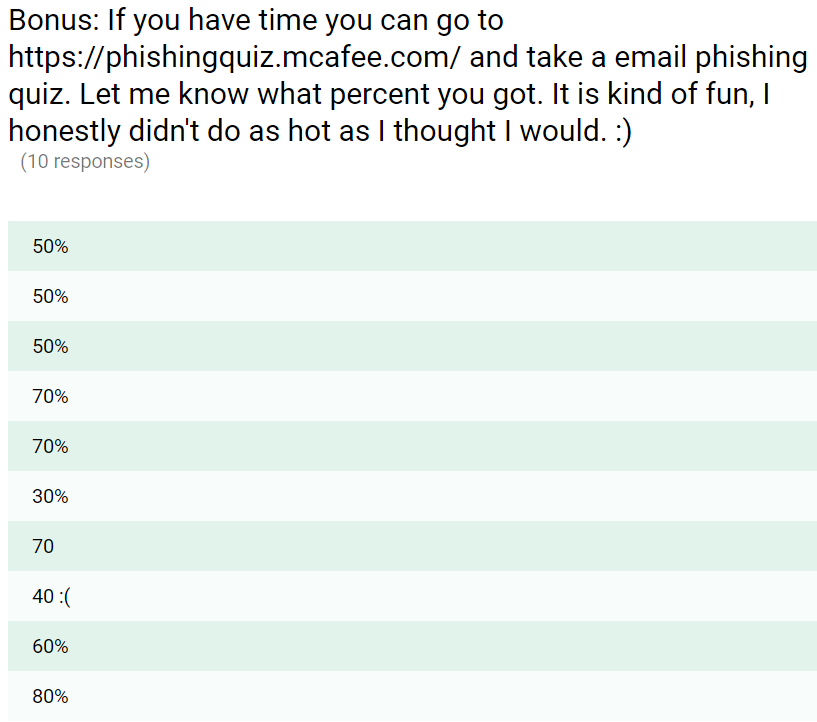 Bonus: If you have time you can go to
https://phishingquiz.mcafee.com/ and take a email phishing
quiz. Let me know what percent you got. It is kind of fun, I
honestly didn't do as hot as I thought I would. :)
(10 responses)
50%
50%
50%
70%
70%
30%
70
40 :(
60%
80%